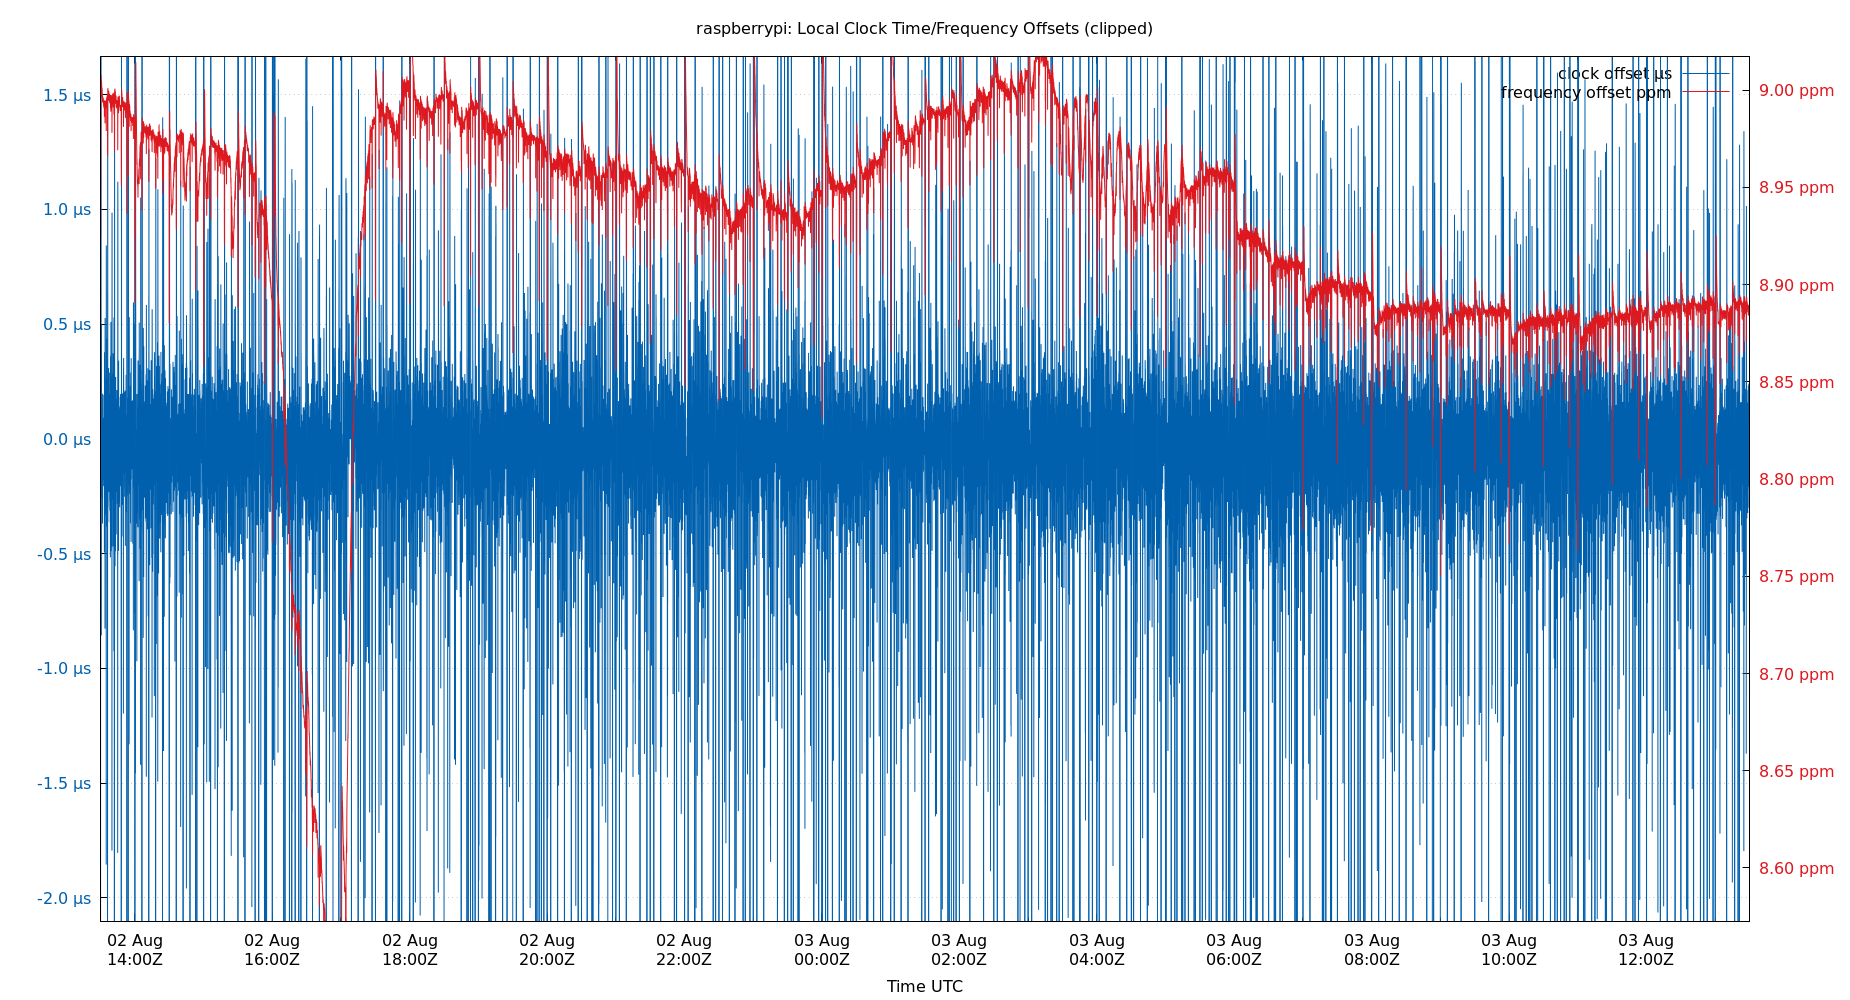 raspberrypi: Local Clock Time/Frequency Offsets (clipped)
clock offset µs
frequency offset ppm
1.5 µs
1.0 µs
0.5 µs
0.0 µs
-0.5 µs
-1.0 µs
-1.5 µs
-2.0 µs
9.00 ppm
8.95 ppm
8.90 ppm
8.85 ppm
8.80 ppm
8.75 ppm
8.70 ppm
8.65 ppm
8.60 ppm
02 Aug 02 Aug 02 Aug 02 Aug 02 Aug 03 Aug 03 Aug 03 Aug 03 Aug 03 Aug 03 Aug 03 Aug
14:00Z 16:00Z 18:00Z 20:00Z 22:00Z 00:00Z 02:00Z 04:00Z 06:00Z 08:00Z 10:00Z 12:00Z
Time UTC